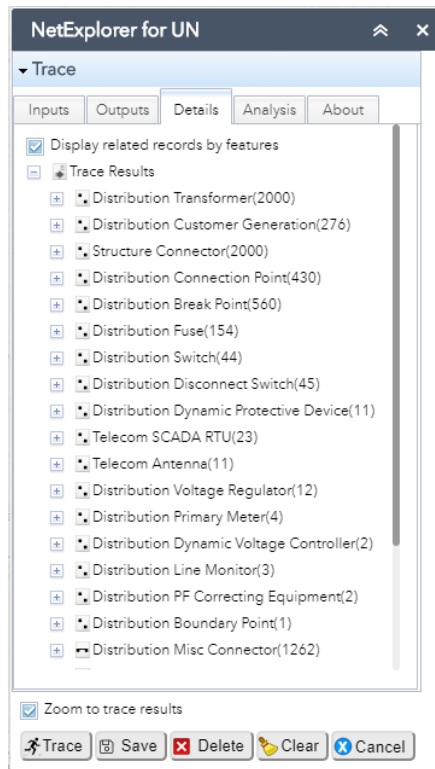 NetExplorer for UN
Trace
Inputs Outputs Details Analysis About
Display related records by features
Trace Results
Distribution Transformer(2000)
Distribution Customer Generation(276)
Structure Connector(2000)
Distribution Connection Point(430)
Distribution Break Point(560)
Distribution Fuse(154)
Distribution Switch(44)
Distribution Disconnect Switch(45)
Distribution Dynamic Protective Device(11)
Telecom SCADA RTU(23)
Telecom Antenna(11)
Distribution Voltage Regulator(12)
Distribution Primary Meter(4)
Distribution Dynamic Voltage Controller(2)
Distribution Line Monitor(3)
Distribution PF Correcting Equipment(2)
Distribution Boundary Point(1)
Distribution Misc Connector(1262)
Zoom to trace results
Trace Save Delete Clear Cancel